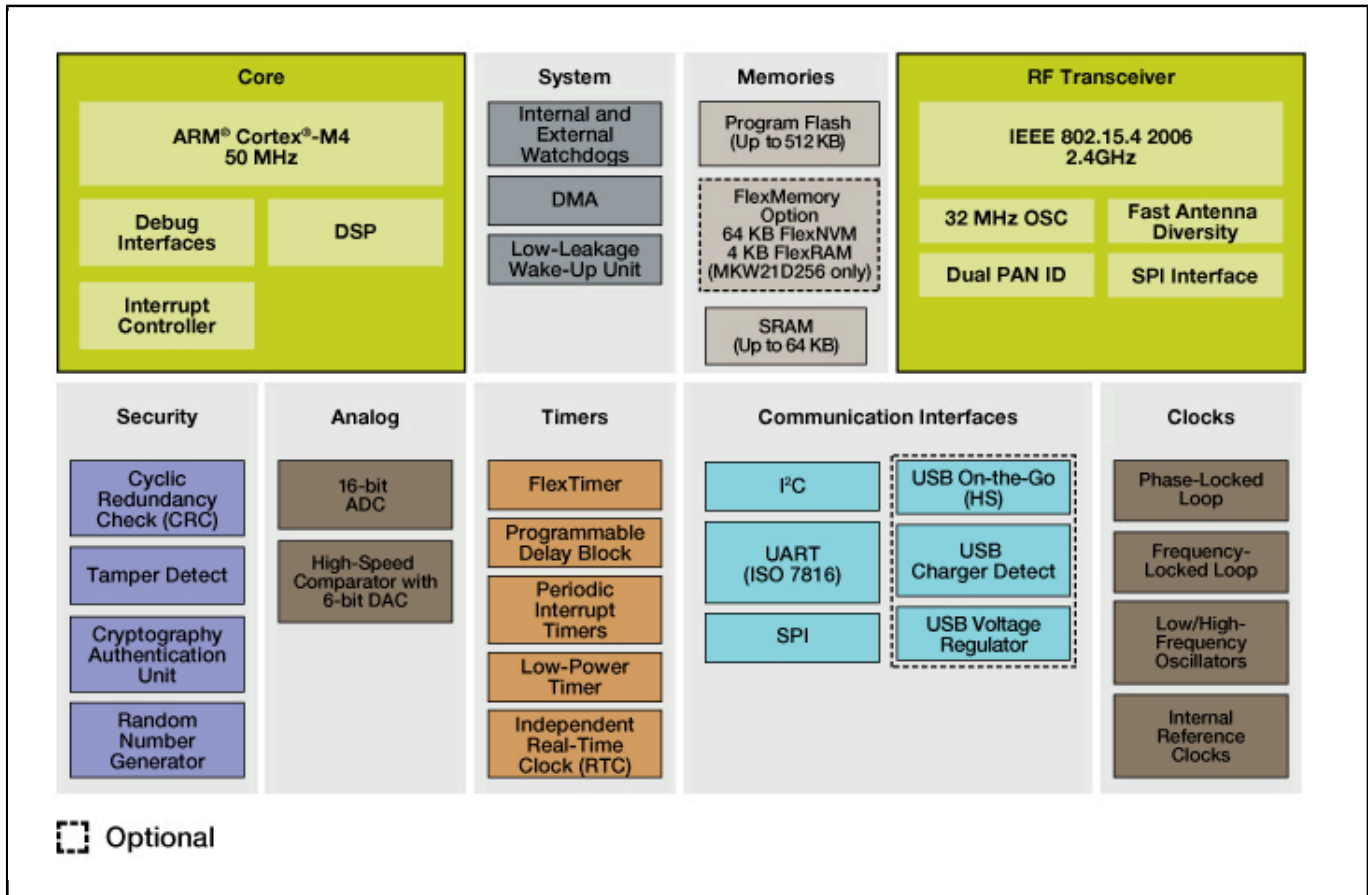 Core
ARM® Cortex®-M4
50 MHz
Debug
Interfaces
DSP
Interrupt
Controller
System
Internal and
External
Watchdogs
DMA
Low-Leakage
Wake-Up Unit
Memories
Program Flash
(Up to 512 KB)
FlexMemory
Option
64 KB FlexNVM
4 KB FlexRAM
(MKW21D256 only)
SRAM
(Up to 64 KB)
RF Transceiver
IEEE 802.15.4 2006
2.4GHz
32 MHz OSC
Fast Antenna
Diversity
Dual PAN ID
SPI Interface
Security
Cyclic
Redundancy
Check (CRC)
Tamper Detect
Cryptography
Authentication
Unit
Random
Number
Generator
Analog
16-bit
ADC
High-Speed
Comparator with
6-bit DAC
Timers
FlexTimer
Programmable
Delay Block
Periodic
Interrupt
Timers
Low-Power
Timer
Independent
Real-Time
Clock (RTC)
Communication Interfaces
I²C
UART
(ISO 7816)
SPI
USB On-the-Go
(HS)
USB
Charger Detect
USB Voltage
Regulator
Clocks
Phase-Locked
Loop
Frequency-
Locked Loop
Low/High-
Frequency
Oscillators
Internal
Reference
Clocks
Optional